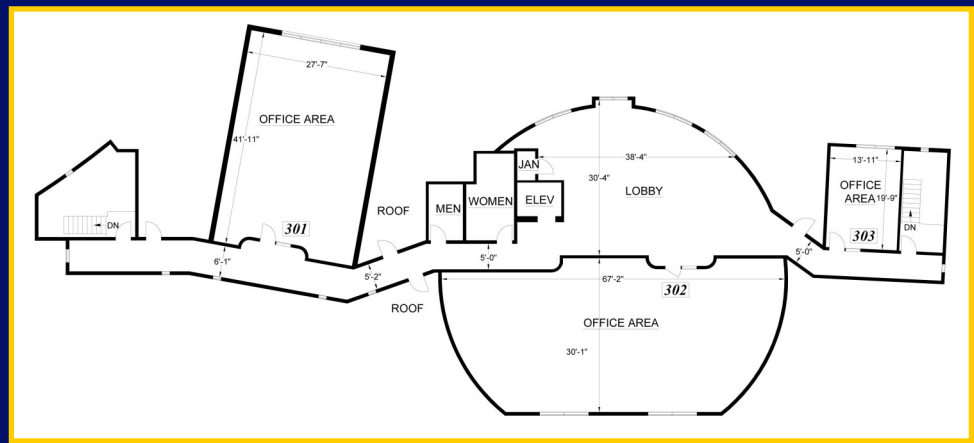 27'-7"
OFFICE AREA
41'-11"
301
DN
6'-1"
ROOF
5'-2"
ROOF
MEN
WOMEN
JAN
ELEV
5'-0"
38'-4"
30'-4"
LOBBY
67'-2"
302
OFFICE AREA
30'-1"
13'-11"
OFFICE
AREA
19'-9"
303
DN
5'-0"